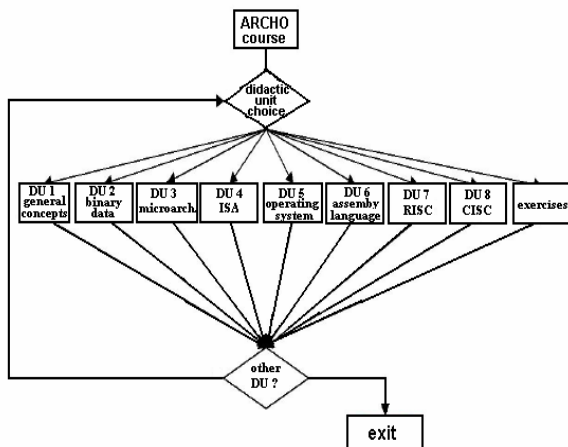 ARCHO
course
didactic
unit
choice
DU 1
general
concepts
DU 2
binary
data
DU 3
microarch.
DU 4
ISA
DU 5
operating
system
DU 6
assemby
language
DU 7
RISC
DU 8
CISC
exercises
other
DU ?
exit